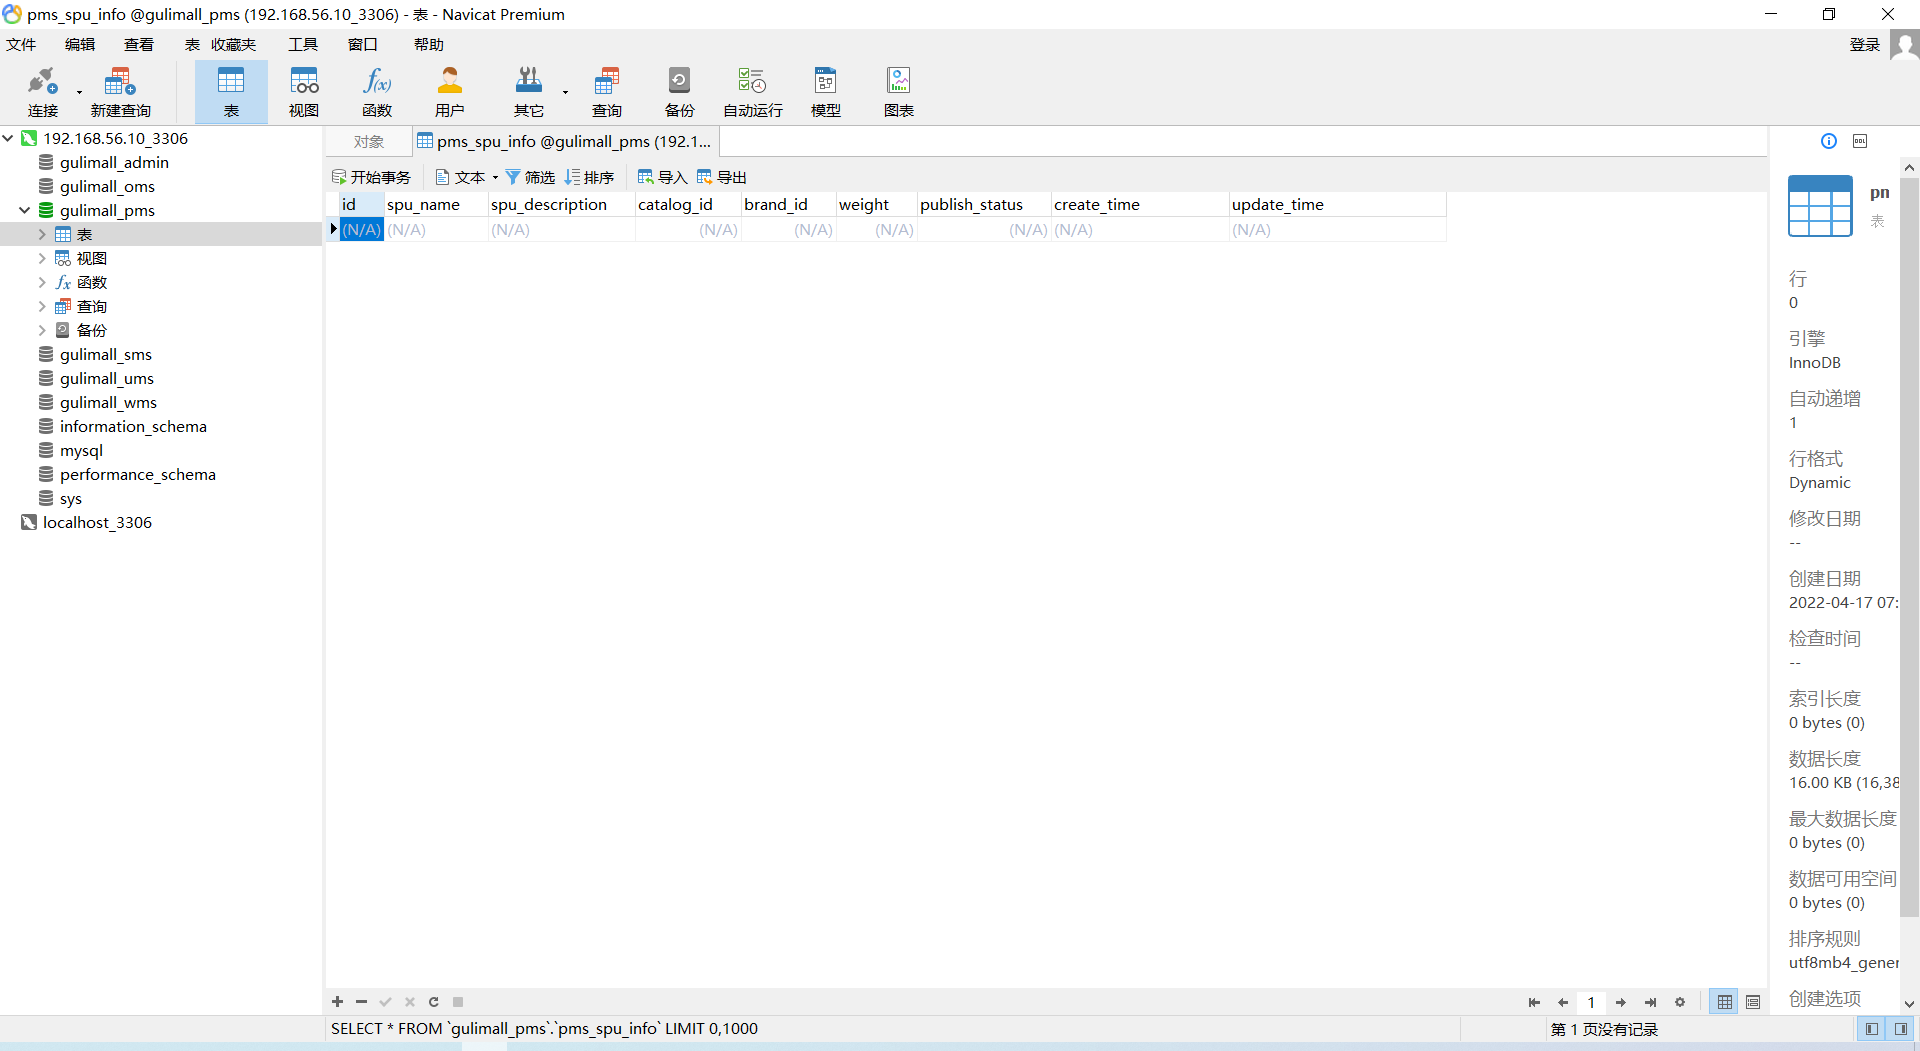 pms_spu_info @gulimall_pms (192.168.56.10_3306) - 表 - Navicat Premium
文件 编辑 查看 表 收藏夹 工具 窗口 帮助 登录
连接 新建查询 表 视图 函数 用户 其它 查询 备份 自动运行 模型 图表
192.168.56.10_3306
gulimall_admin
gulimall_oms
gulimall_pms
表
视图
函数
查询
备份
gulimall_sms
gulimall_ums
gulimall_wms
information_schema
mysql
performance_schema
sys
localhost_3306
对象 pms_spu_info @gulimall_pms (192.1...
开始事务 文本 筛选 排序 导入 导出
id spu_name spu_description catalog_id brand_id weight publish_status create_time update_time
(N/A) (N/A) (N/A) (N/A) (N/A) (N/A) (N/A) (N/A) (N/A)
pn
表
行
0
引擎
InnoDB
自动递增
1
行格式
Dynamic
修改日期
--
创建日期
2022-04-17 07:
检查时间
--
索引长度
0 bytes (0)
数据长度
16.00 KB (16,38
最大数据长度
0 bytes (0)
数据可用空间
0 bytes (0)
排序规则
utf8mb4_gener
创建选项
1
SELECT * FROM `gulimall_pms`.`pms_spu_info` LIMIT 0,1000
第 1 页没有记录